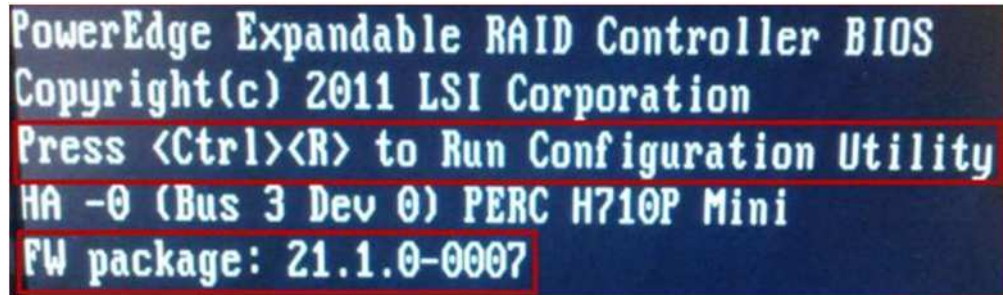 PowerEdge Expandable RAID Controller BIOS
Copyright(c) 2011 LSI Corporation
Press <Ctrl><R> to Run Configuration Utility
HA -0 (Bus 3 Dev 0) PERC H710P Mini
FW package: 21.1.0-0007